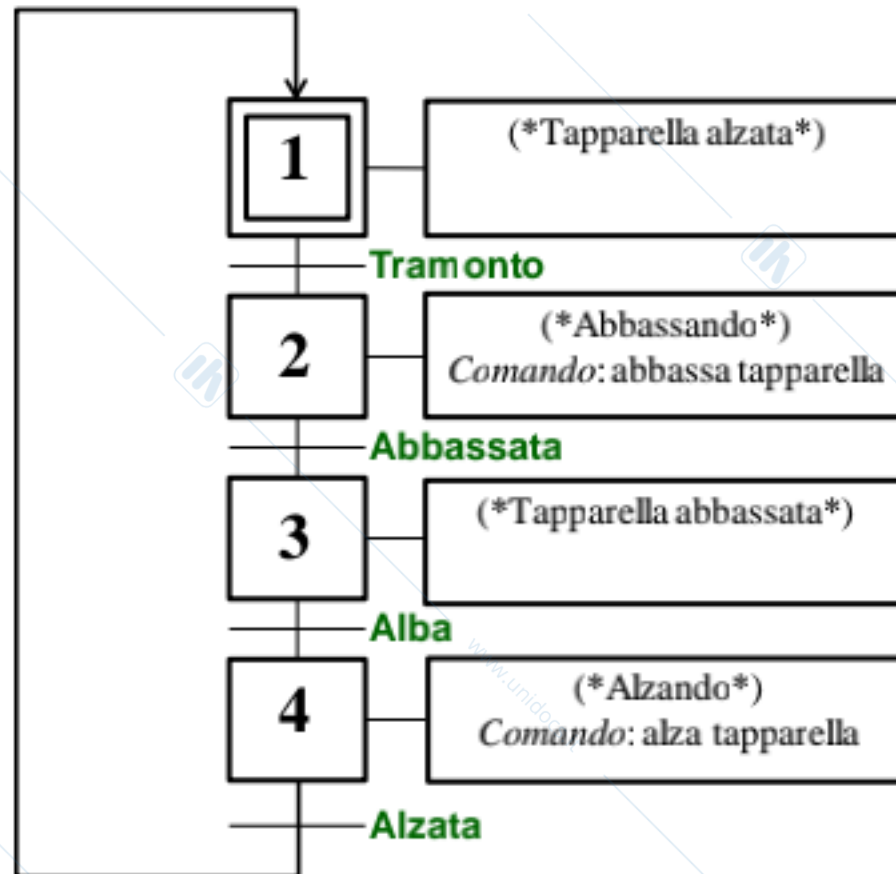 1
(*Tapparella alzata*)
Tramonto
2
(*Abbassando*)
Comando: abbassa tapparella
Abbassata
3
(*Tapparella abbassata*)
Alba
4
(*Alzando*)
Comando: alza tapparella
Alzata